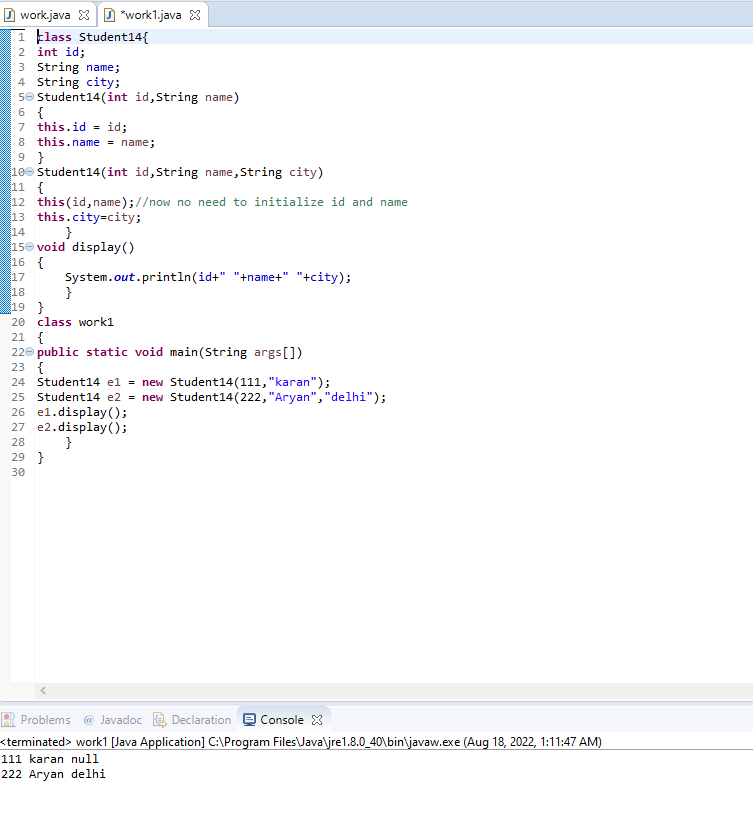 work.java *work1.java
1 class Student14{
2 int id;
3 String name;
4 String city;
5 Student14(int id,String name)
6 {
7 this.id = id;
8 this.name = name;
9 }
10 Student14(int id,String name,String city)
11 {
12 this(id,name);//now no need to initialize id and name
13 this.city=city;
14 }
15 void display()
16 {
17 System.out.println(id+" "+name+" "+city);
18 }
19 }
20 class work1
21 {
22 public static void main(String args[])
23 {
24 Student14 e1 = new Student14(111,"karan");
25 Student14 e2 = new Student14(222,"Aryan","delhi");
26 e1.display();
27 e2.display();
28 }
29 }
30
Problems @ Javadoc Declaration Console
<terminated> work1 [Java Application] C:\Program Files\Java\jre1.8.0_40\bin\javaw.exe (Aug 18, 2022, 1:11:47 AM)
111 karan null
222 Aryan delhi